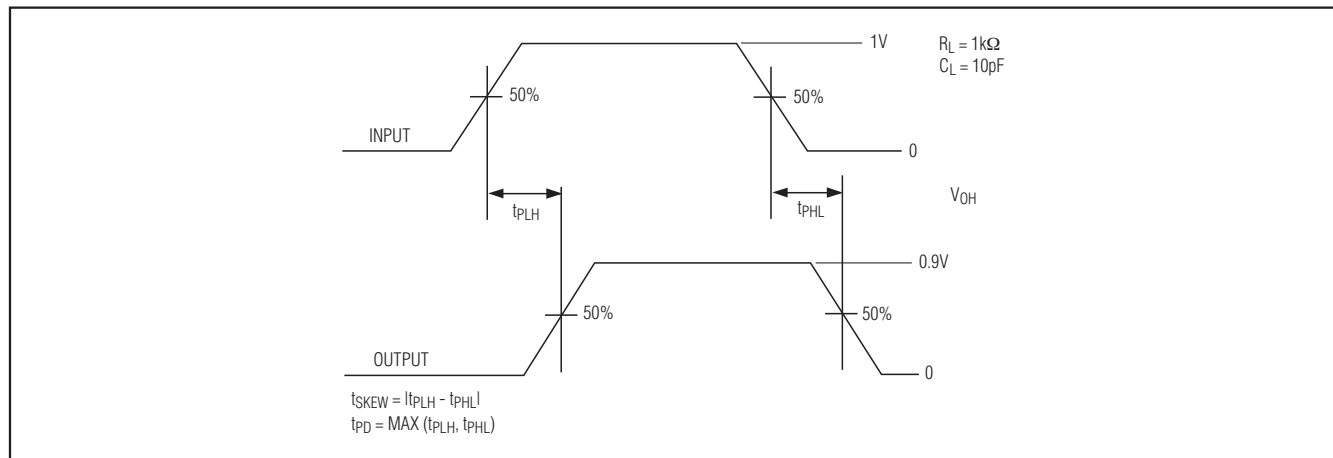 1V
R_L = 1kΩ
C_L = 10pF
50%
50%
INPUT
0
t_PLH
t_PHL
V_OH
0.9V
50%
50%
OUTPUT
0
t_SKEW = |t_PLH - t_PHL|
t_PD = MAX (t_PLH, t_PHL)